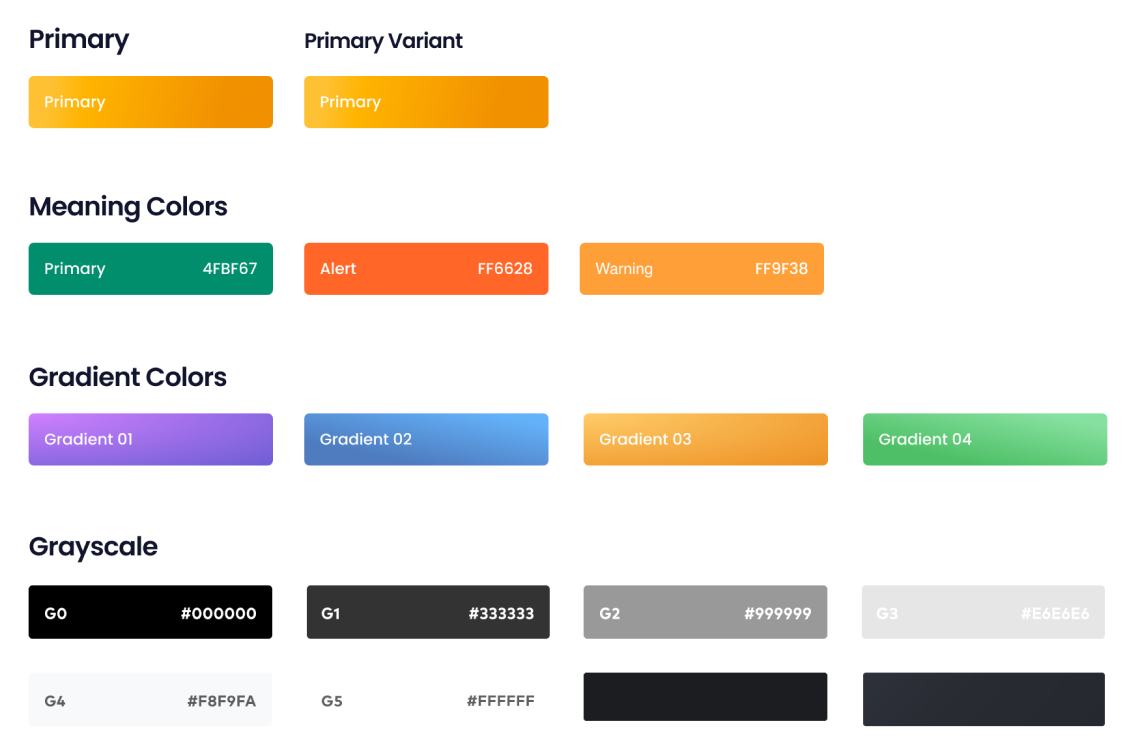 Primary
Primary Variant
Primary
Primary
Meaning Colors
Primary 4FBF67
Alert FF6628
Warning FF9F38
Gradient Colors
Gradient 01
Gradient 02
Gradient 03
Gradient 04
Grayscale
G0 #000000
G1 #333333
G2 #999999
G3 #E6E6E6
G4 #F8F9FA
G5 #FFFFFF